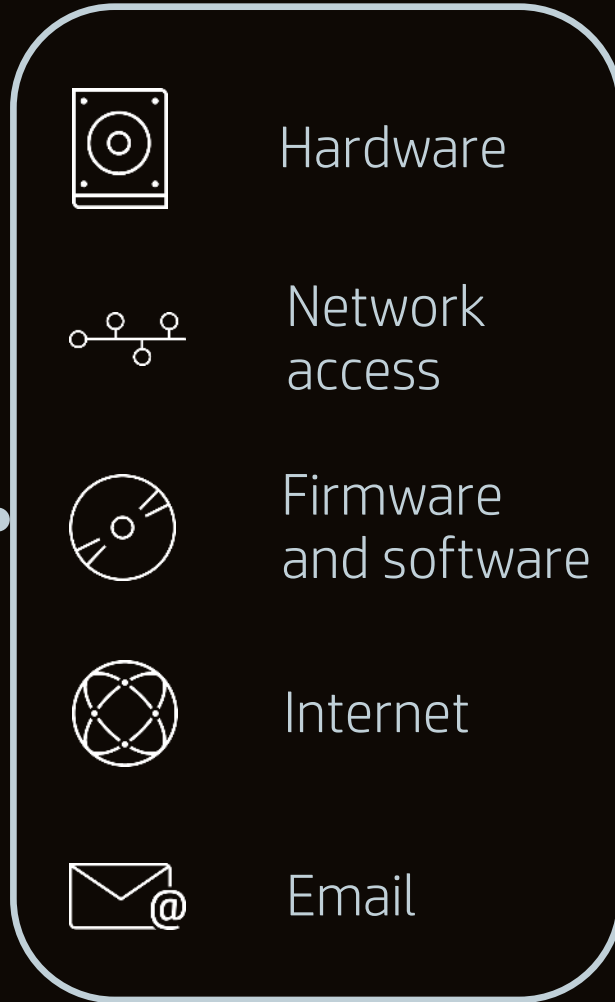 Hardware
Network
access
Firmware
and software
Internet
@
Email